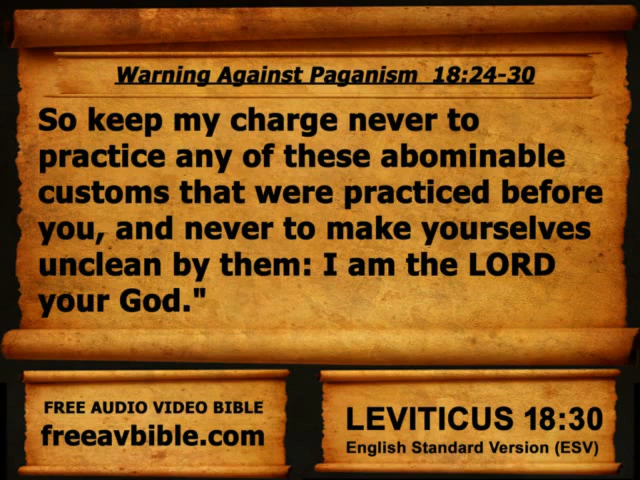 Warning Against Paganism  18:24-30
So keep my charge never to
practice any of these abominable
customs that were practiced before
you, and never to make yourselves
unclean by them: I am the LORD
your God."
FREE AUDIO VIDEO BIBLE
freeavbible.com
LEVITICUS 18:30
English Standard Version (ESV)